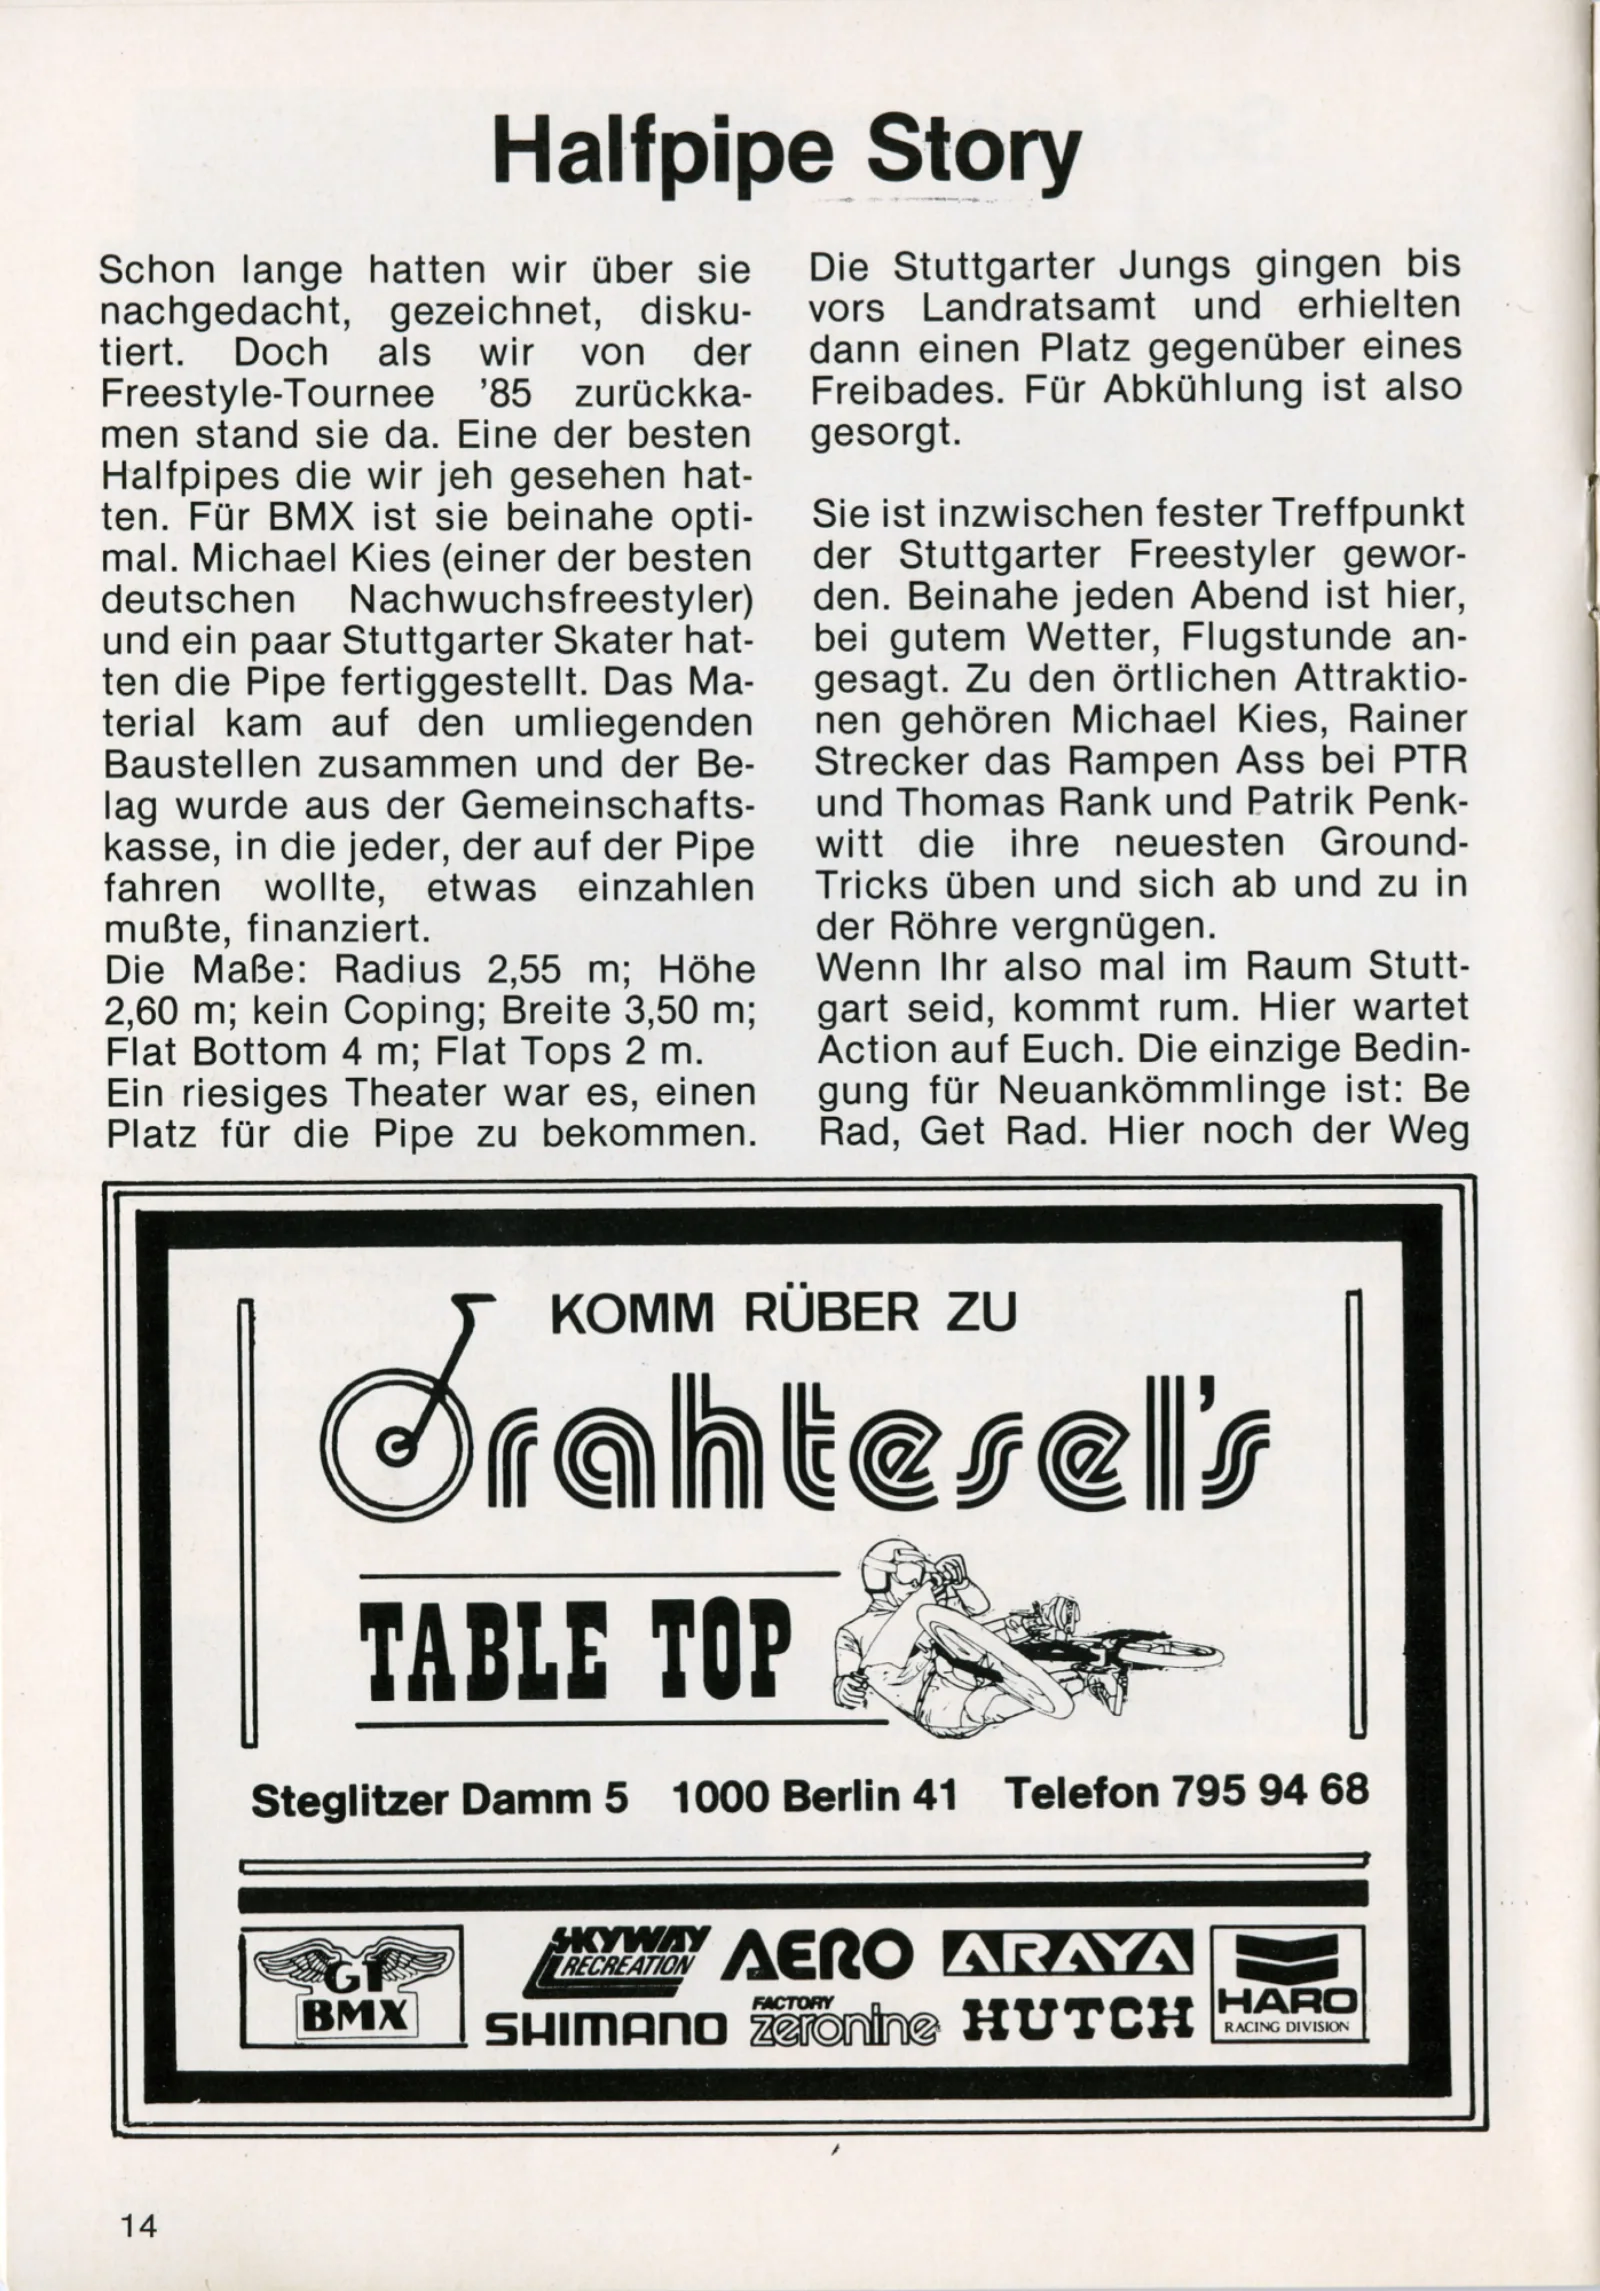 Halfpipe Story
Schon lange hatten wir über sie
nachgedacht, gezeichnet, disku-
tiert. Doch als wir von der
Freestyle-Tournee ’85 zurückka-
men stand sie da. Eine der besten
Halfpipes die wir jeh gesehen hat-
ten. Für BMX ist sie beinahe opti-
mal. Michael Kies (einer der besten
deutschen Nachwuchsfreestyler)
und ein paar Stuttgarter Skater hat-
ten die Pipe fertiggestellt. Das Ma-
terial kam auf den umliegenden
Baustellen zusammen und der Be-
lag wurde aus der Gemeinschafts-
kasse, in die jeder, der auf der Pipe
fahren wollte, etwas einzahlen
mußte, finanziert.
Die Maße: Radius 2,55 m; Höhe
2,60 m; kein Coping; Breite 3,50 m;
Flat Bottom 4 m; Flat Tops 2 m.
Ein riesiges Theater war es, einen
Platz für die Pipe zu bekommen.
Die Stuttgarter Jungs gingen bis
vors Landratsamt und erhielten
dann einen Platz gegenüber eines
Freibades. Für Abkühlung ist also
gesorgt.
Sie ist inzwischen fester Treffpunkt
der Stuttgarter Freestyler gewor-
den. Beinahe jeden Abend ist hier,
bei gutem Wetter, Flugstunde an-
gesagt. Zu den örtlichen Attraktio-
nen gehören Michael Kies, Rainer
Strecker das Rampen Ass bei PTR
und Thomas Rank und Patrik Penk-
witt die ihre neuesten Ground-
Tricks üben und sich ab und zu in
der Röhre vergnügen.
Wenn Ihr also mal im Raum Stutt-
gart seid, kommt rum. Hier wartet
Action auf Euch. Die einzige Bedin-
gung für Neuankömmlinge ist: Be
Rad, Get Rad. Hier noch der Weg
KOMM RÜBER ZU
Drahtesel’s
TABLE TOP
Steglitzer Damm 5 1000 Berlin 41 Telefon 795 94 68
GT
BMX
SKYWAY
RECREATION
AERO
ARAYA
SHIMANO
FACTORY
zeronine
HUTCH
HARO
RACING DIVISION
14